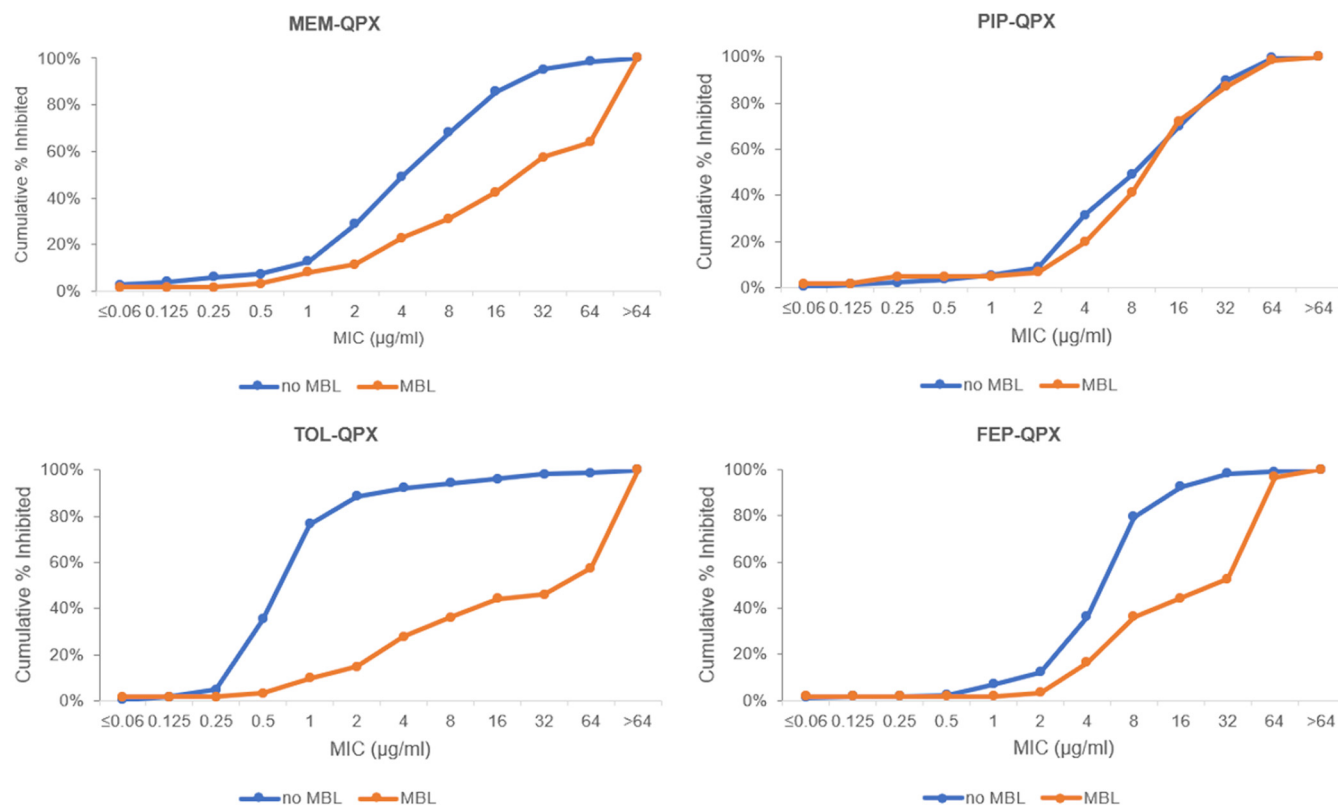 MEM-QPX
Cumulative % Inhibited
100%
80%
60%
40%
20%
0%
≤0.06 0.125 0.25 0.5 1 2 4 8 16 32 64 >64
MIC (µg/ml)
no MBL MBL
PIP-QPX
Cumulative % Inhibited
100%
80%
60%
40%
20%
0%
≤0.06 0.125 0.25 0.5 1 2 4 8 16 32 64 >64
MIC (µg/ml)
no MBL MBL
TOL-QPX
Cumulative % Inhibited
100%
80%
60%
40%
20%
0%
≤0.06 0.125 0.25 0.5 1 2 4 8 16 32 64 >64
MIC (µg/ml)
no MBL MBL
FEP-QPX
Cumulative % Inhibited
100%
80%
60%
40%
20%
0%
≤0.06 0.125 0.25 0.5 1 2 4 8 16 32 64 >64
MIC (µg/ml)
no MBL MBL